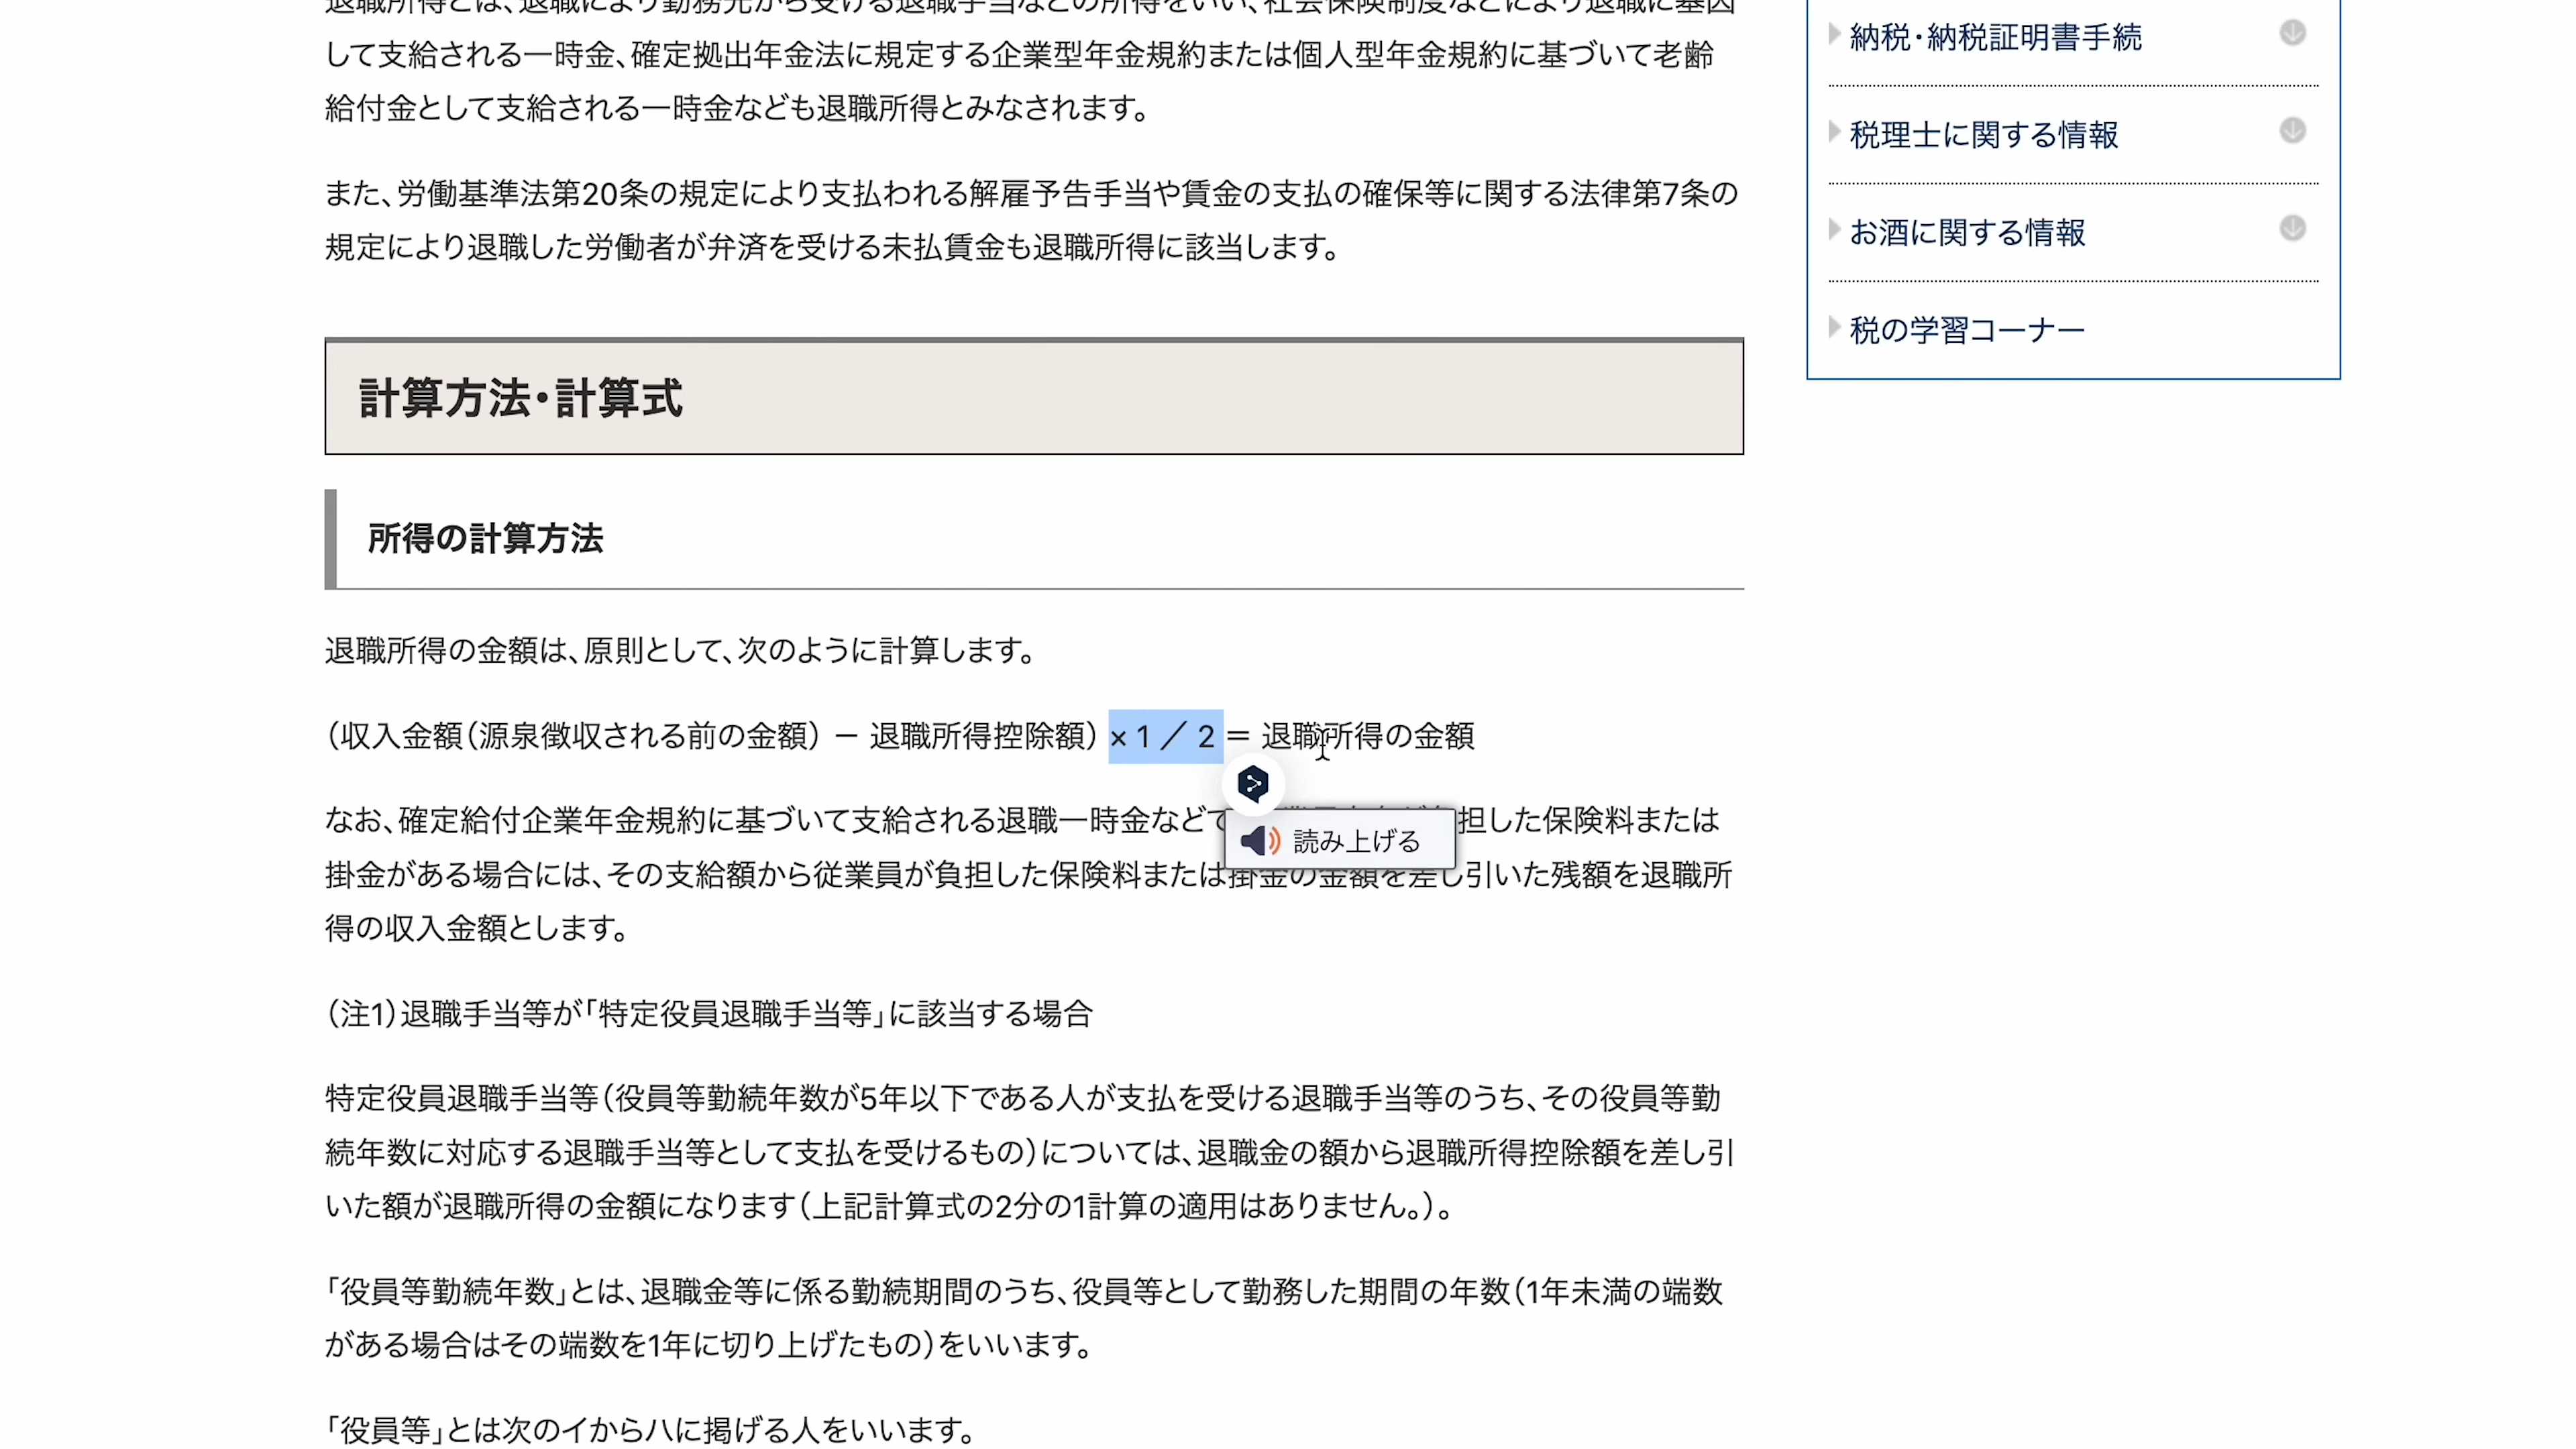 退職所得とは、退職により勤務先から受ける退職手当などの所得をいい、社会保険制度などにより退職に基因
して支給される一時金、確定拠出年金法に規定する企業型年金規約または個人型年金規約に基づいて老齢
給付金として支給される一時金なども退職所得とみなされます。
また、労働基準法第20条の規定により支払われる解雇予告手当や賃金の支払の確保等に関する法律第7条の
規定により退職した労働者が弁済を受ける未払賃金も退職所得に該当します。
計算方法・計算式
所得の計算方法
退職所得の金額は、原則として、次のように計算します。
（収入金額（源泉徴収される前の金額） － 退職所得控除額） × 1 ／ 2 ＝ 退職所得の金額
なお、確定給付企業年金規約に基づいて支給される退職一時金などで 担した保険料または
読み上げる
掛金がある場合には、その支給額から従業員が負担した保険料または掛金の金額を差し引いた残額を退職所
得の収入金額とします。
（注1）退職手当等が「特定役員退職手当等」に該当する場合
特定役員退職手当等（役員等勤続年数が5年以下である人が支払を受ける退職手当等のうち、その役員等勤
続年数に対応する退職手当等として支払を受けるもの）については、退職金の額から退職所得控除額を差し引
いた額が退職所得の金額になります（上記計算式の2分の1計算の適用はありません。）。
「役員等勤続年数」とは、退職金等に係る勤続期間のうち、役員等として勤務した期間の年数（1年未満の端数
がある場合はその端数を1年に切り上げたもの）をいいます。
「役員等」とは次のイからハに掲げる人をいいます。
納税・納税証明書手続
税理士に関する情報
お酒に関する情報
税の学習コーナー